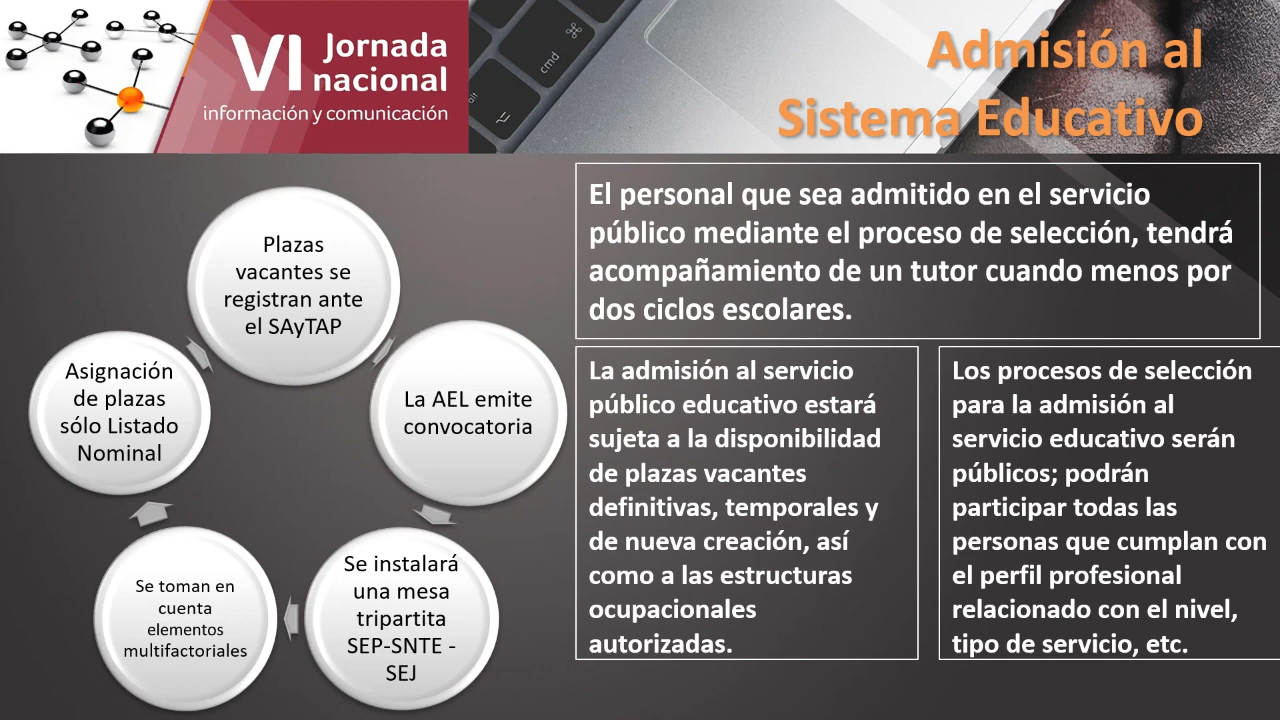 VI Jornada
nacional
información y comunicación
cmd
⌘
alt
⌥
Admisión al
Sistema Educativo
Plazas
vacantes se
registran ante
el SAyTAP
La AEL emite
convocatoria
Se instalará
una mesa
tripartita
SEP-SNTE -
SEJ
Se toman en
cuenta
elementos
multifactoriales
Asignación
de plazas
sólo Listado
Nominal
El personal que sea admitido en el servicio
público mediante el proceso de selección, tendrá
acompañamiento de un tutor cuando menos por
dos ciclos escolares.
La admisión al servicio
público educativo estará
sujeta a la disponibilidad
de plazas vacantes
definitivas, temporales y
de nueva creación, así
como a las estructuras
ocupacionales
autorizadas.
Los procesos de selección
para la admisión al
servicio educativo serán
públicos; podrán
participar todas las
personas que cumplan con
el perfil profesional
relacionado con el nivel,
tipo de servicio, etc.